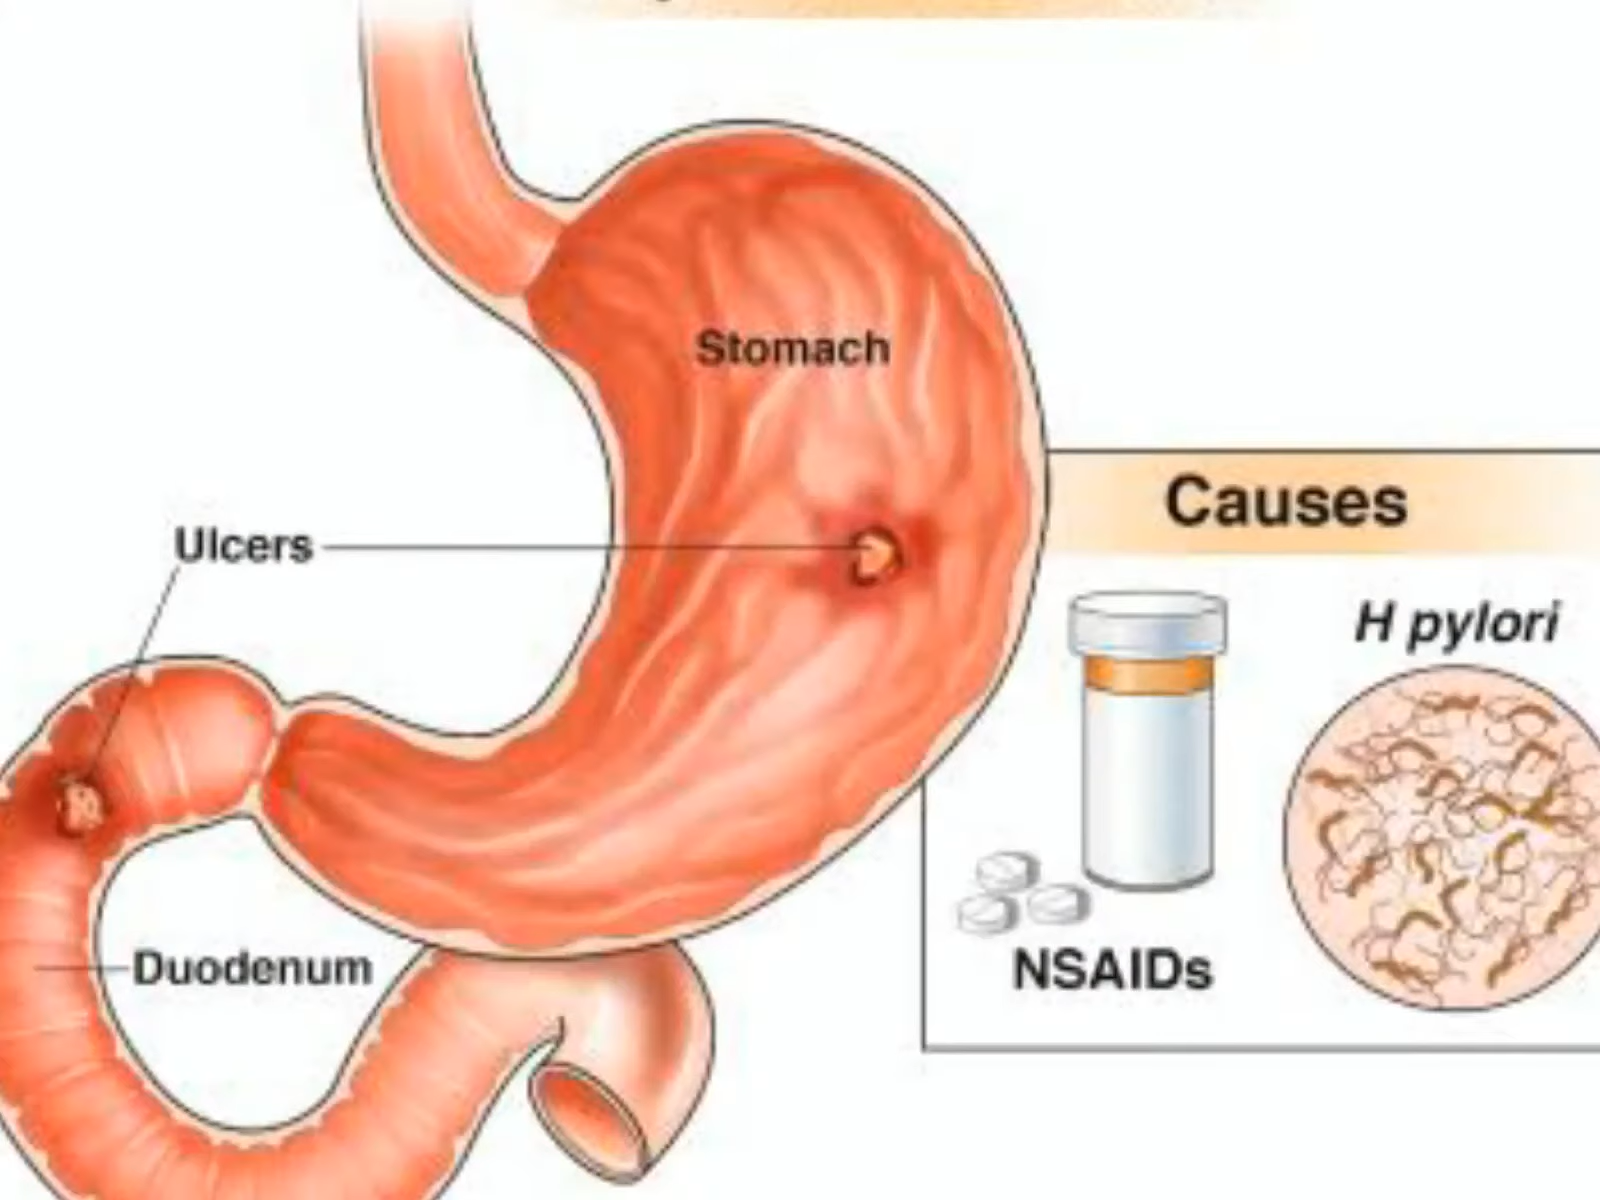 Stomach
Ulcers
Duodenum
Causes
H pylori
NSAIDs